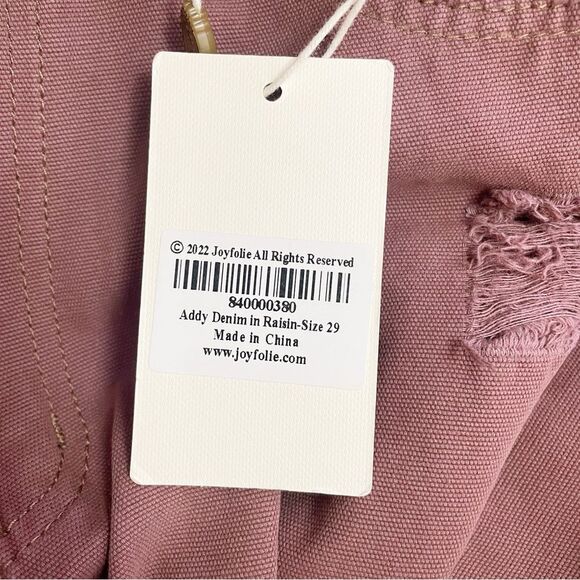 © 2022 Joyfolie All Rights Reserved
840000380
Addy Denim in Raisin-Size 29
Made in China
www.joyfolie.com